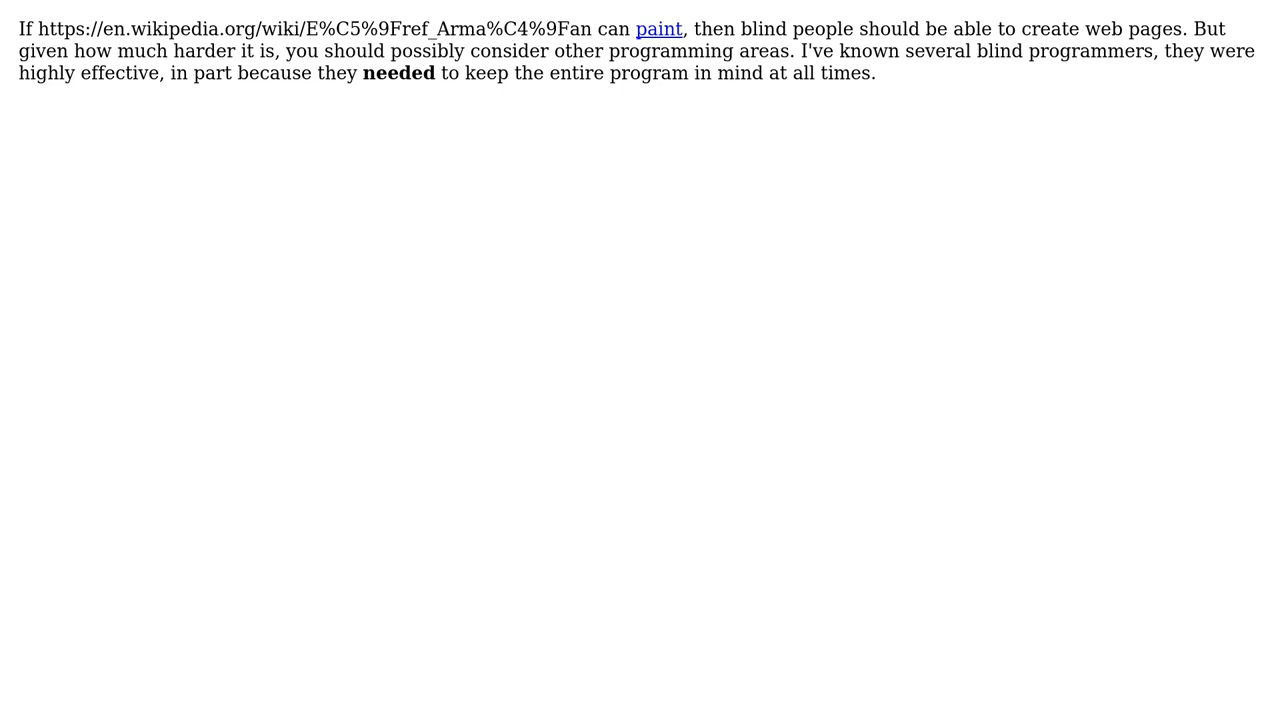 If https://en.wikipedia.org/wiki/E%C5%9Fref_Arma%C4%9Fan can paint, then blind people should be able to create web pages. But
given how much harder it is, you should possibly consider other programming areas. I've known several blind programmers, they were
highly effective, in part because they needed to keep the entire program in mind at all times.